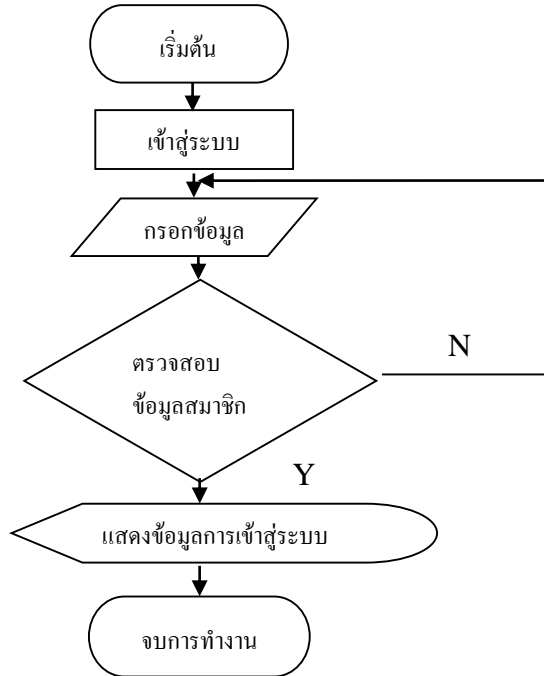 เริ่มต้น
เข้าสู่ระบบ
กรอกข้อมูล
ตรวจสอบ
ข้อมูลสมาชิก
N
Y
แสดงข้อมูลการเข้าสู่ระบบ
จบการทำงาน